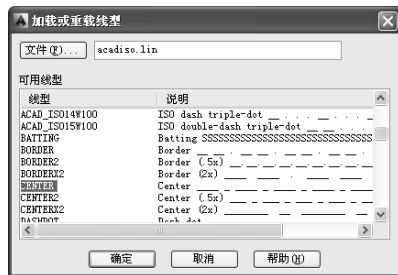 加载或重载线型
文件(F)... acadiso.lin
可用线型
线型 说明
ACAD_ISO14W100 ISO dash triple-dot __ . . . __ . . .
ACAD_ISO15W100 ISO double-dash triple-dot __ __ . . .
BATTING Batting SSSSSSSSSSSSSSSSSSSSSSSSSSSSSS
BORDER Border __ __ . __ __ . __ __ .
BORDER2 Border (.5x) __ __ . __ __ . __ __ .
BORDERX2 Border (2x) ____ ____ . ____ ____
CENTER Center ____ _ ____ _ ____ _ ____
CENTER2 Center (.5x) ___ _ ___ _ ___ _ ___
CENTERX2 Center (2x) ________ __ ________ __
DASHDOT Dash dot
确定 取消 帮助(H)